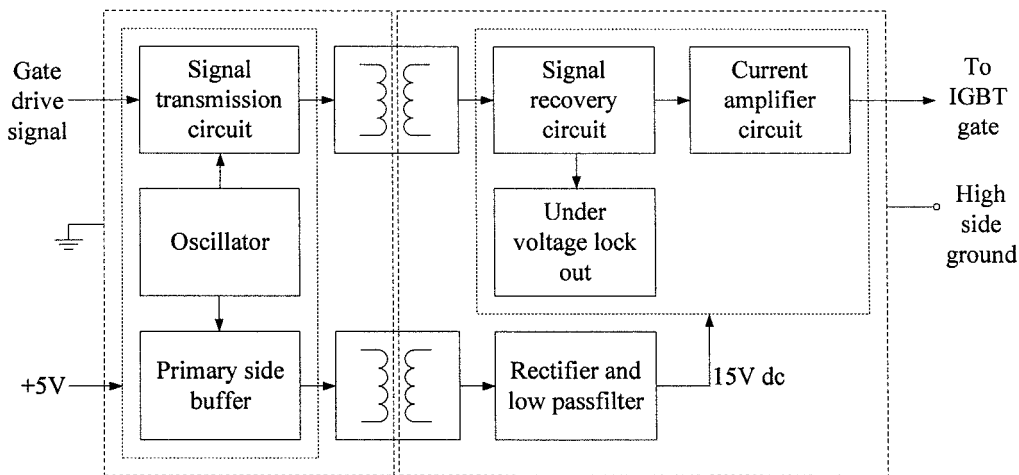 Gate
drive
signal
Signal
transmission
circuit
Signal
recovery
circuit
Current
amplifier
circuit
To
IGBT
gate
Oscillator
Under
voltage lock
out
High
side
ground
+5V
Primary side
buffer
Rectifier and
low passfilter
15V dc